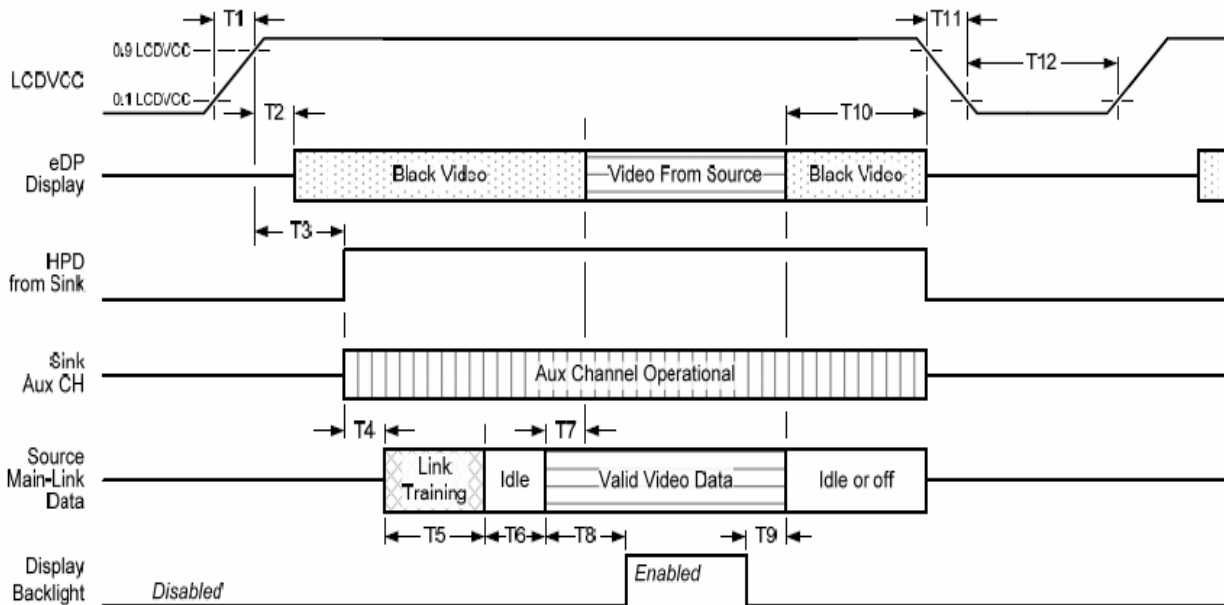 T1
T11
0.9 LCDVCC
LCDVCC
T12
0.1 LCDVCC
T2
T10
eDP
Display
Black Video
Video From Source
Black Video
T3
HPD
from Sink
Sink
Aux CH
Aux Channel Operational
T4
T7
Source
Main-Link
Data
Link
Training
Idle
Valid Video Data
Idle or off
T5
T6
T8
T9
Display
Backlight
Disabled
Enabled